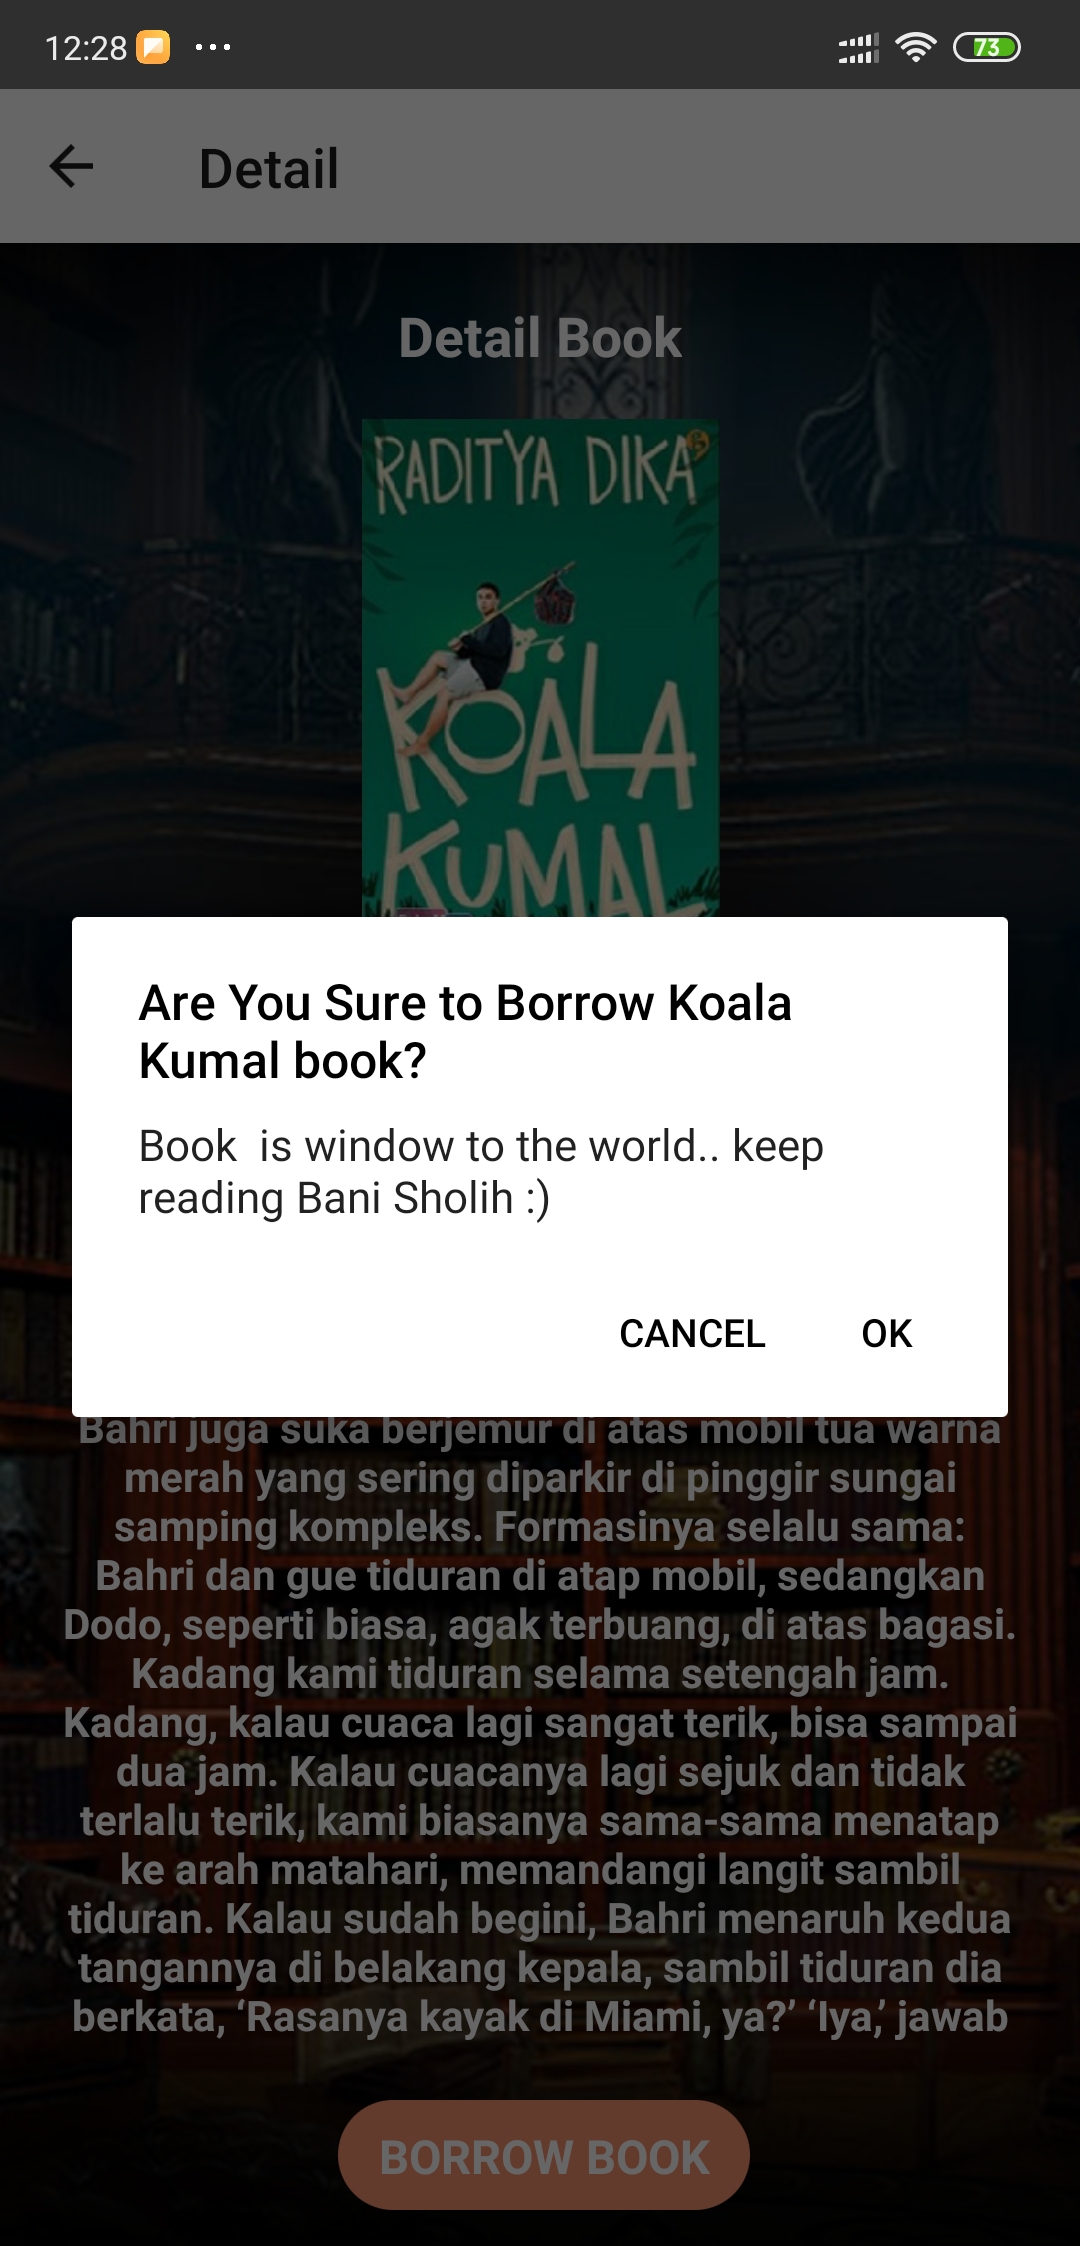 12:28
73
Detail
Detail Book
RADITYA DIKA
KOALA
KUMAL
Are You Sure to Borrow Koala
Kumal book?
Book  is window to the world.. keep
reading Bani Sholih :)
CANCEL
OK
Bahri juga suka berjemur di atas mobil tua warna
merah yang sering diparkir di pinggir sungai
samping kompleks. Formasinya selalu sama:
Bahri dan gue tiduran di atap mobil, sedangkan
Dodo, seperti biasa, agak terbuang, di atas bagasi.
Kadang kami tiduran selama setengah jam.
Kadang, kalau cuaca lagi sangat terik, bisa sampai
dua jam. Kalau cuacanya lagi sejuk dan tidak
terlalu terik, kami biasanya sama-sama menatap
ke arah matahari, memandangi langit sambil
tiduran. Kalau sudah begini, Bahri menaruh kedua
tangannya di belakang kepala, sambil tiduran dia
berkata, ‘Rasanya kayak di Miami, ya?’ ‘Iya,’ jawab
BORROW BOOK